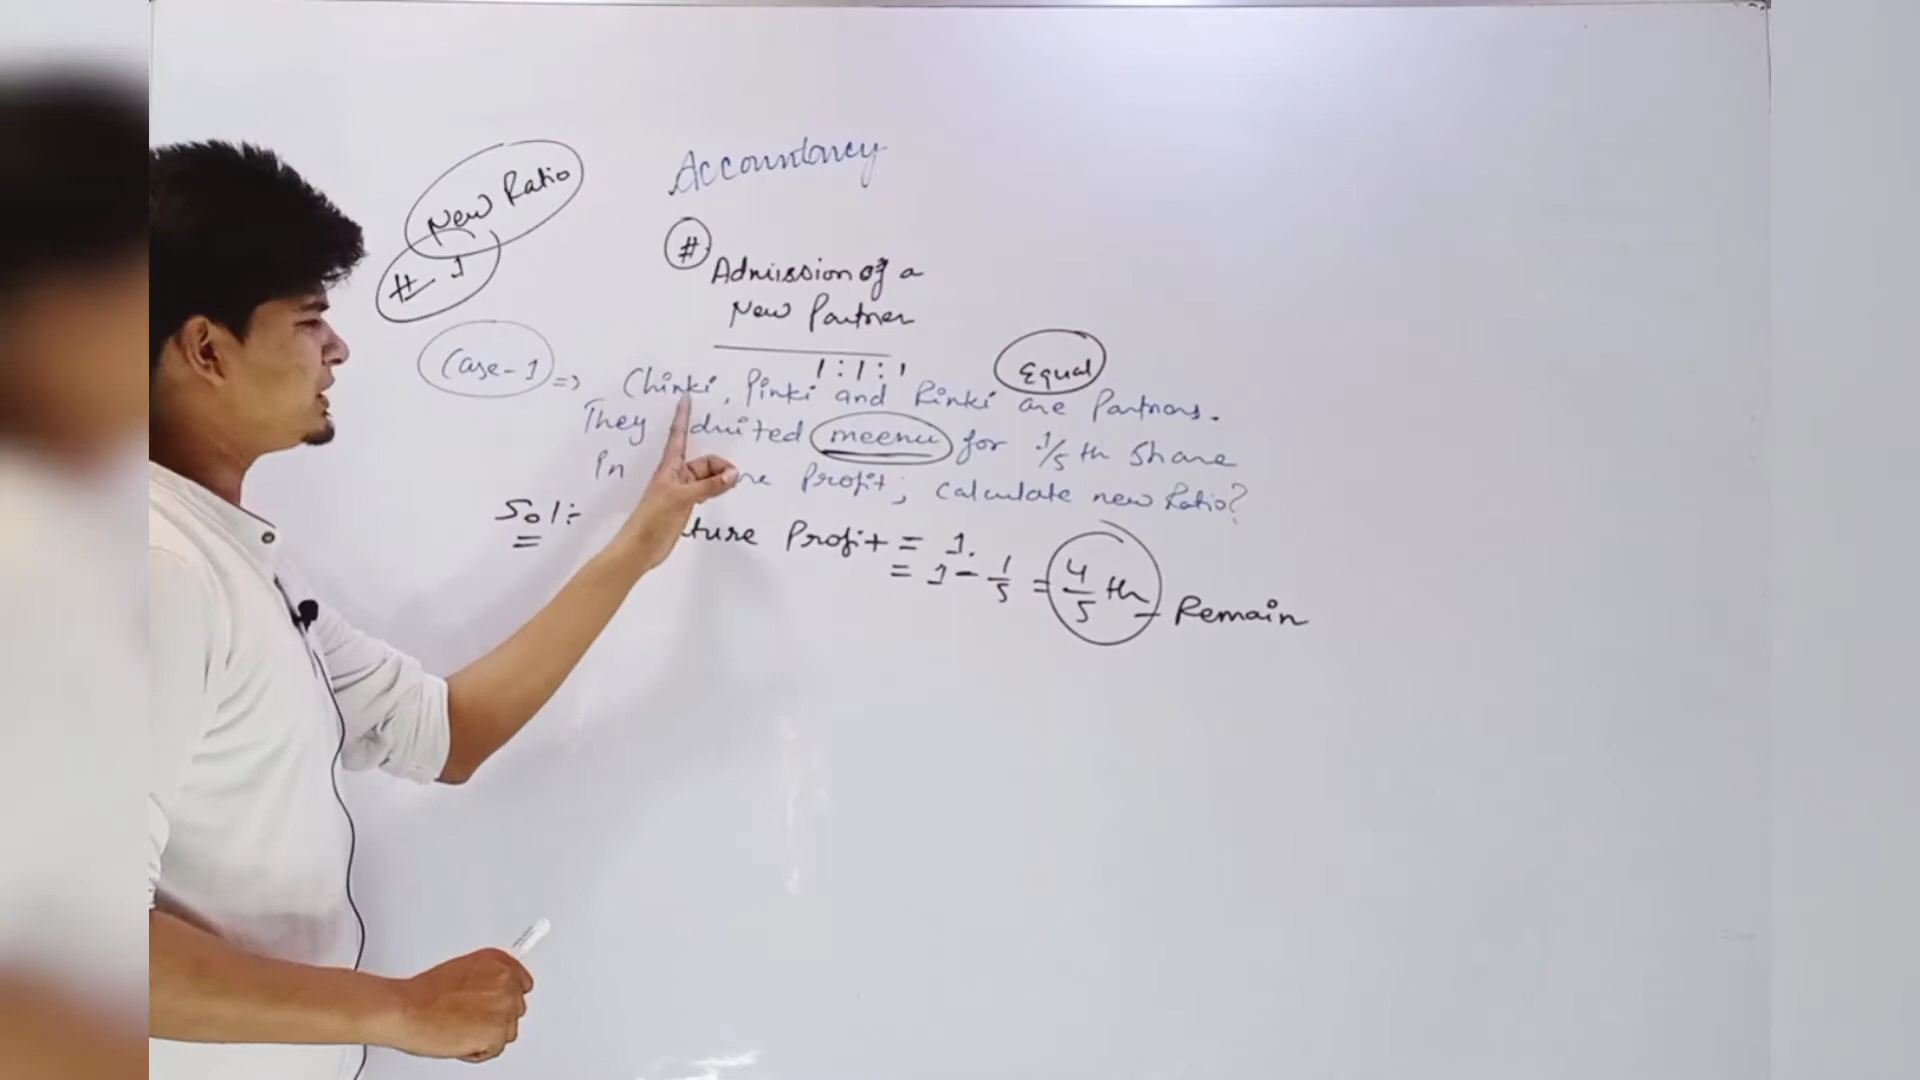 Accountancy
New Ratio
# 1
#
Admission of a
New Partner
1:1:1
Equal
Case-1 => Chinki, Pinki and Rinki are Partners.
They admited meenu for 1/5 th Share
in Profit, Calculate new Ratio?
Sol:-
ture Profit = 1.
= 1 - 1/5 = 4/5 th - Remain